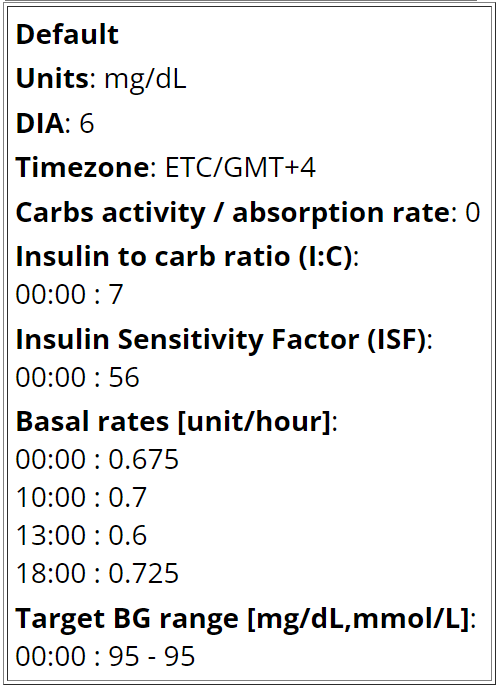 Default
Units: mg/dL
DIA: 6
Timezone: ETC/GMT+4
Carbs activity / absorption rate: 0
Insulin to carb ratio (I:C):
00:00 : 7
Insulin Sensitivity Factor (ISF):
00:00 : 56
Basal rates [unit/hour]:
00:00 : 0.675
10:00 : 0.7
13:00 : 0.6
18:00 : 0.725
Target BG range [mg/dL,mmol/L]:
00:00 : 95 - 95